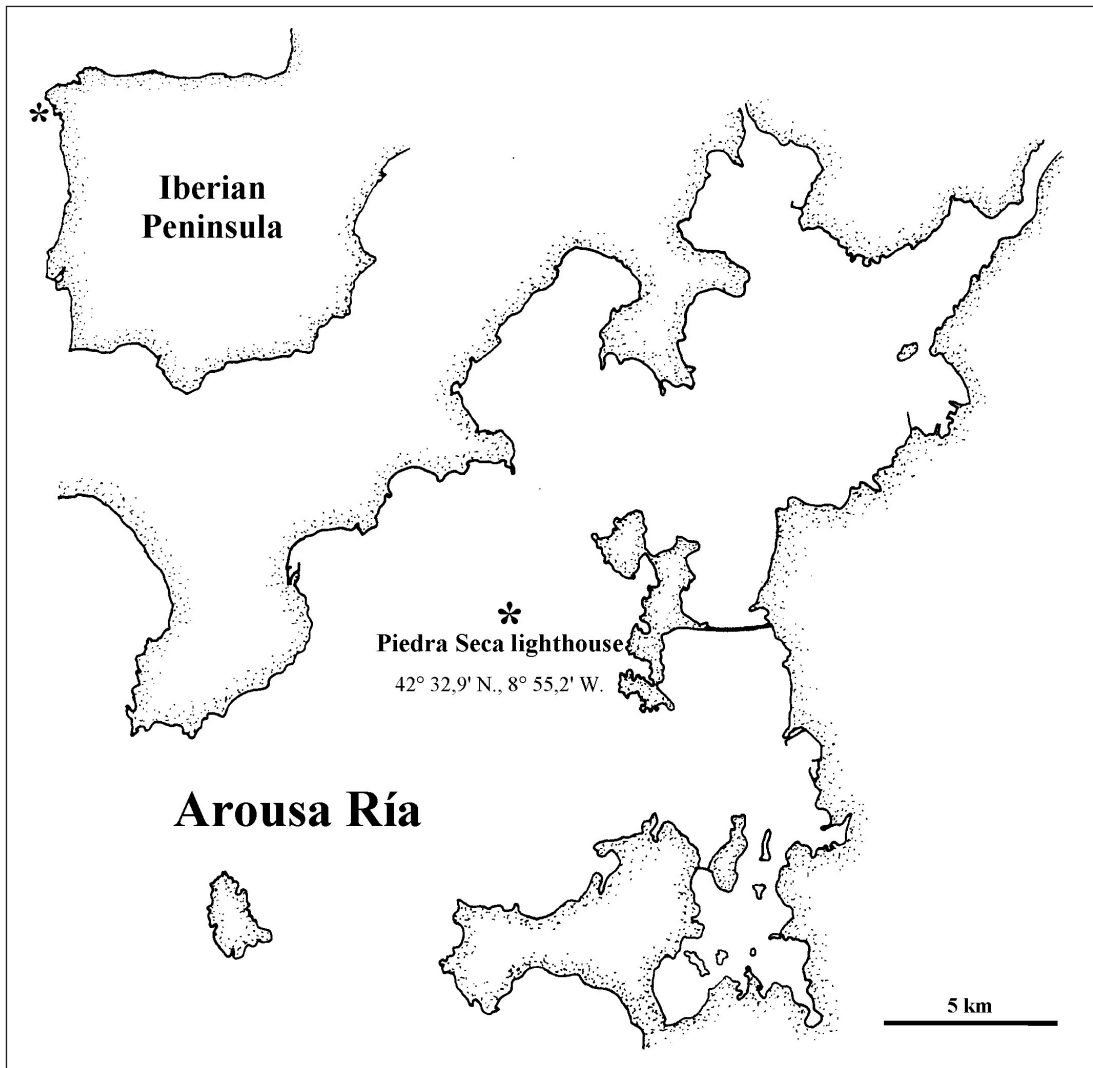 Iberian
Peninsula
*
*
Piedra Seca lighthouse
42° 32,9' N., 8° 55,2' W.
Arousa Ría
5 km